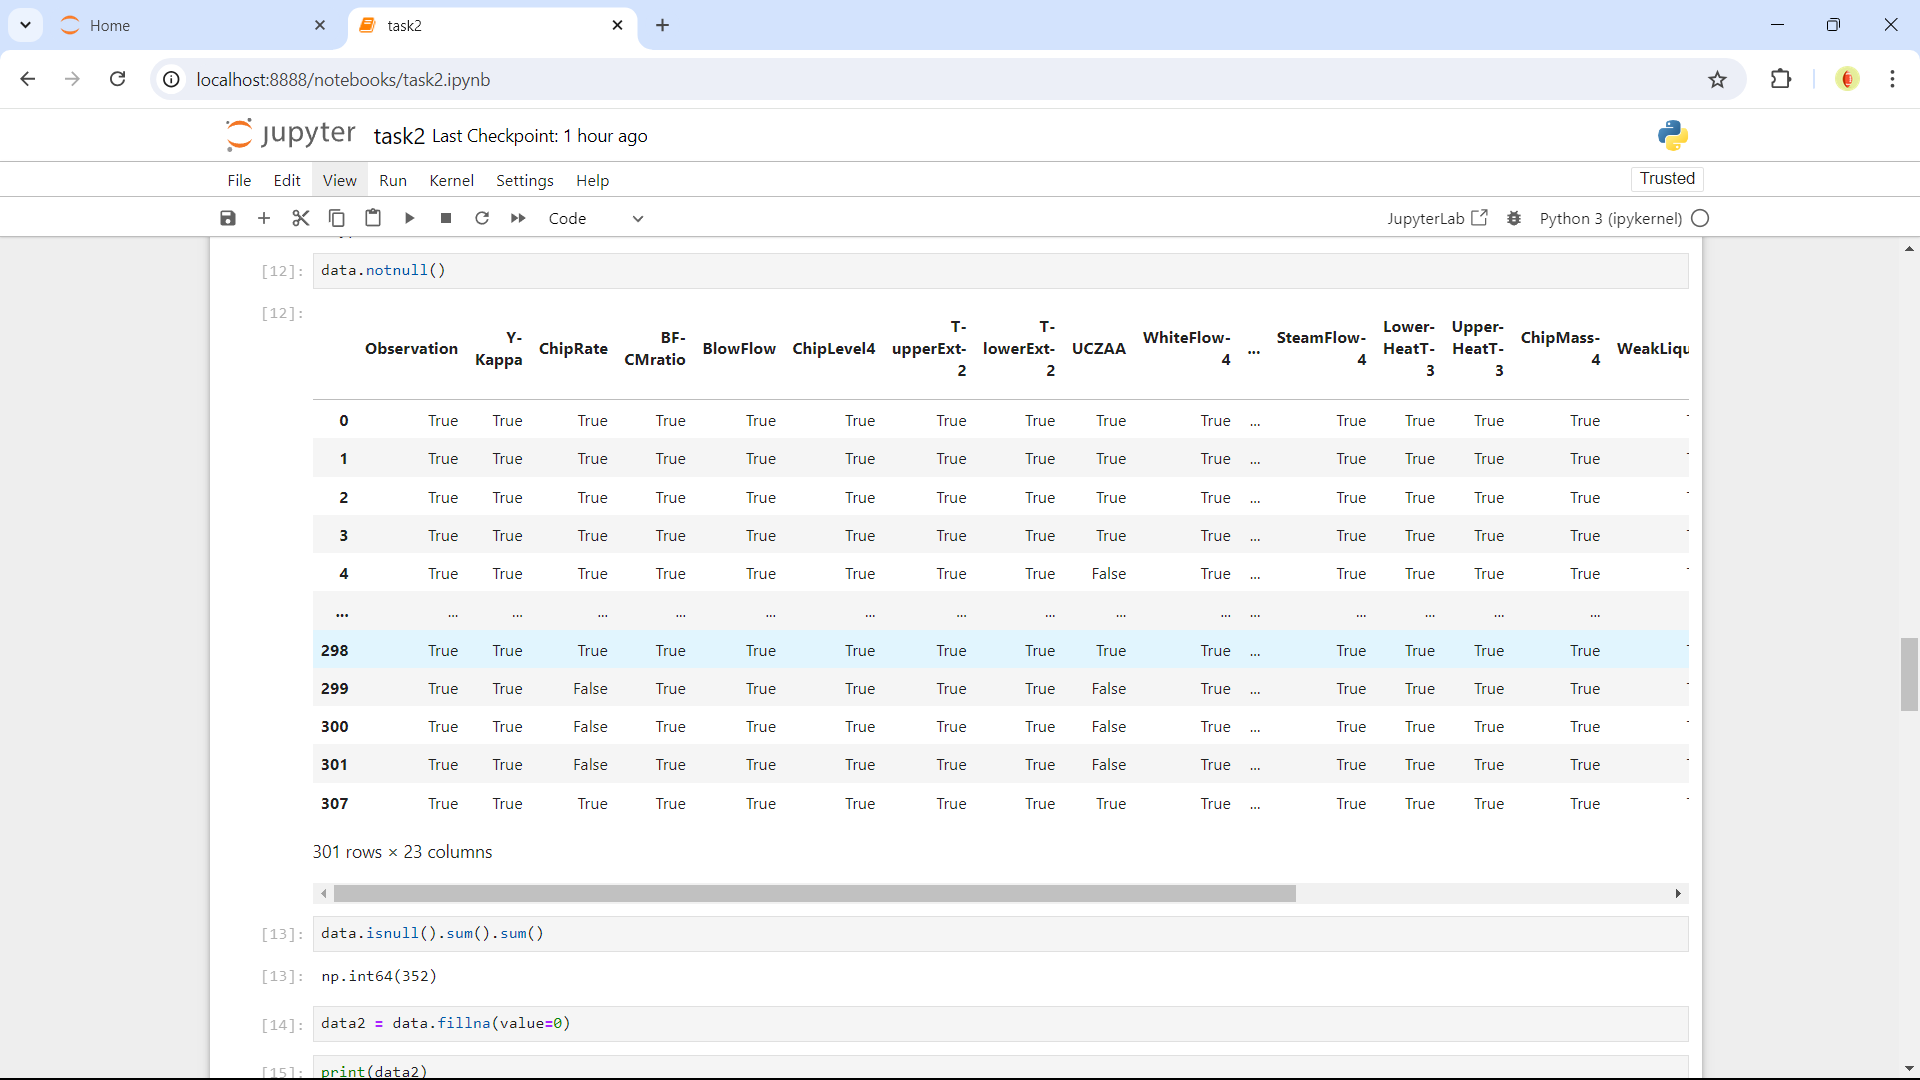 Home
task2
localhost:8888/notebooks/task2.ipynb
jupyter task2 Last Checkpoint: 1 hour ago
File Edit View Run Kernel Settings Help Trusted
Code JupyterLab Python 3 (ipykernel)
[12]: data.notnull()
[12]:
Observation Y-Kappa ChipRate BF-CMratio BlowFlow ChipLevel4 T-upperExt-2 T-lowerExt-2 UCZAA WhiteFlow-4 ... SteamFlow-4 Lower-HeatT-3 Upper-HeatT-3 ChipMass-4 WeakLiqu
0 True True True True True True True True True True ... True True True True
1 True True True True True True True True True True ... True True True True
2 True True True True True True True True True True ... True True True True
3 True True True True True True True True True True ... True True True True
4 True True True True True True True True False True ... True True True True
... ... ... ... ... ... ... ... ... ... ... ... ... ... ... ...
298 True True True True True True True True True True ... True True True True
299 True True False True True True True True False True ... True True True True
300 True True False True True True True True False True ... True True True True
301 True True False True True True True True False True ... True True True True
307 True True True True True True True True True True ... True True True True
301 rows × 23 columns
[13]: data.isnull().sum().sum()
[13]: np.int64(352)
[14]: data2 = data.fillna(value=0)
[15]: print(data2)